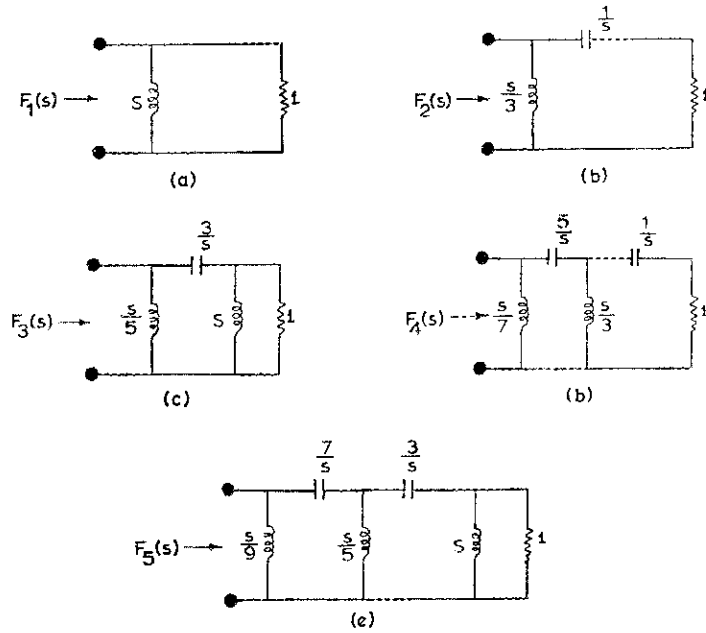 1/s
F₁(s) → S 1
F₂(s) → s/3 1
(a)
(b)
3/s
5/s 1/s
F₃(s) → s/5 S 1
F₄(s) → s/7 s/3 1
(c)
(b)
7/s 3/s
F₅(s) → s/9 s/5 S 1
(e)